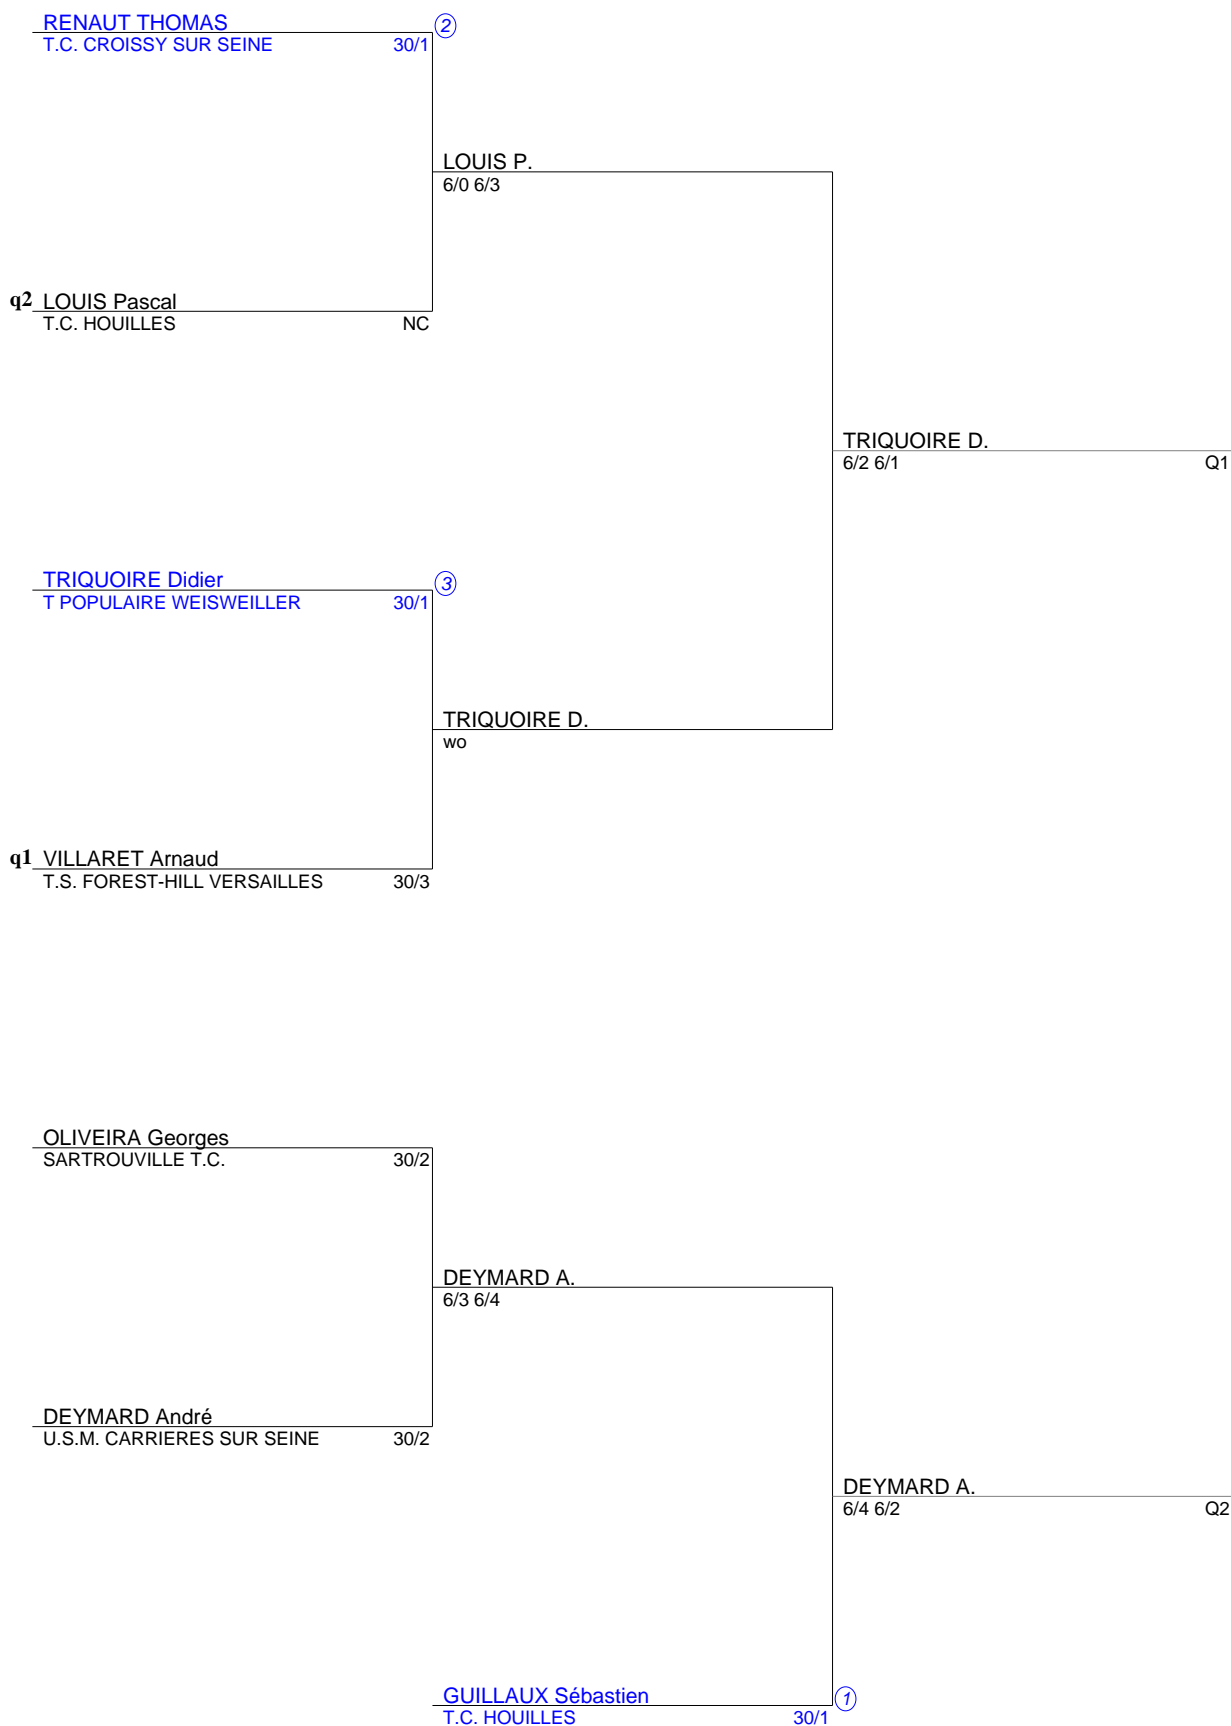 RENAUT THOMAS 2
T.C. CROISSY SUR SEINE 30/1
LOUIS P.
6/0 6/3
q2 LOUIS Pascal
T.C. HOUILLES NC
TRIQUOIRE D.
6/2 6/1 Q1
TRIQUOIRE Didier 3
T POPULAIRE WEISWEILLER 30/1
TRIQUOIRE D.
wo
q1 VILLARET Arnaud
T.S. FOREST-HILL VERSAILLES 30/3
OLIVEIRA Georges
SARTROUVILLE T.C. 30/2
DEYMARD A.
6/3 6/4
DEYMARD André
U.S.M. CARRIERES SUR SEINE 30/2
DEYMARD A.
6/4 6/2 Q2
GUILLAUX Sébastien 1
T.C. HOUILLES 30/1